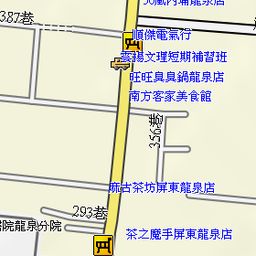 387巷
順傑電氣行
雲揚文理短期補習班
旺旺臭臭鍋龍泉店
南方客家美食館
356巷
麻古茶坊屏東龍泉店
293巷
院龍泉分院
茶之魔手屏東龍泉店